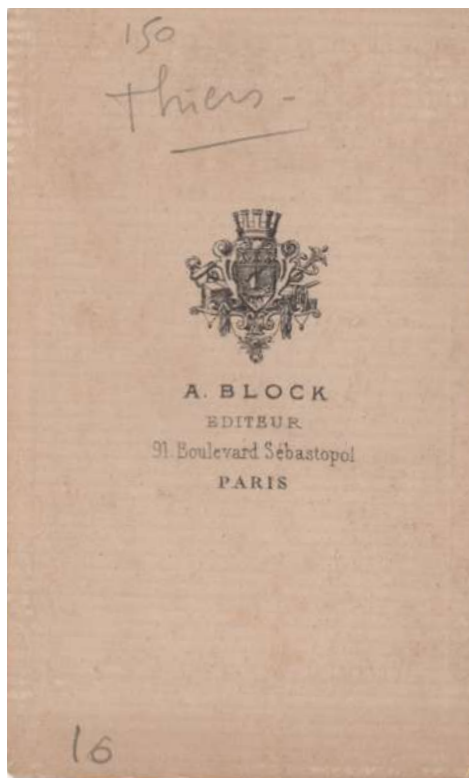 150
Thiers-
A. BLOCK
EDITEUR
91. Boulevard Sébastopol
PARIS
16